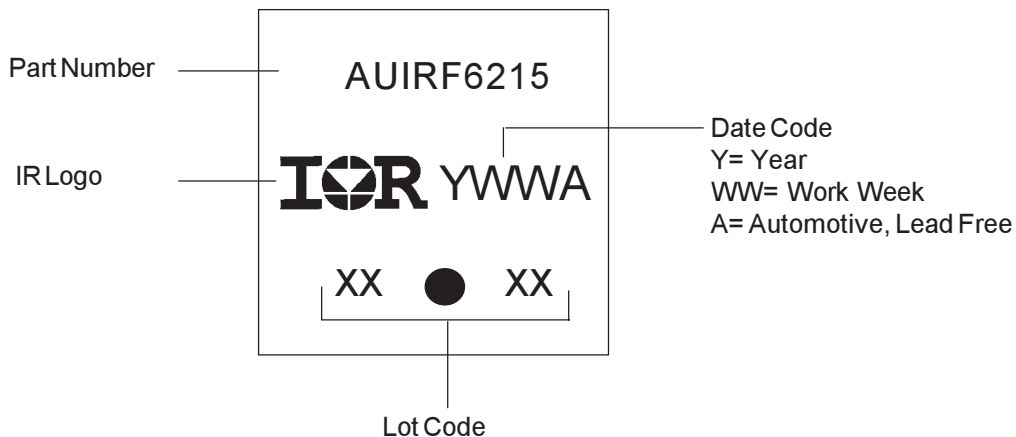 Part Number
AUIRF6215
IR Logo
IOR YWWA
Date Code
Y= Year
WW= Work Week
A= Automotive, Lead Free
XX XX
Lot Code